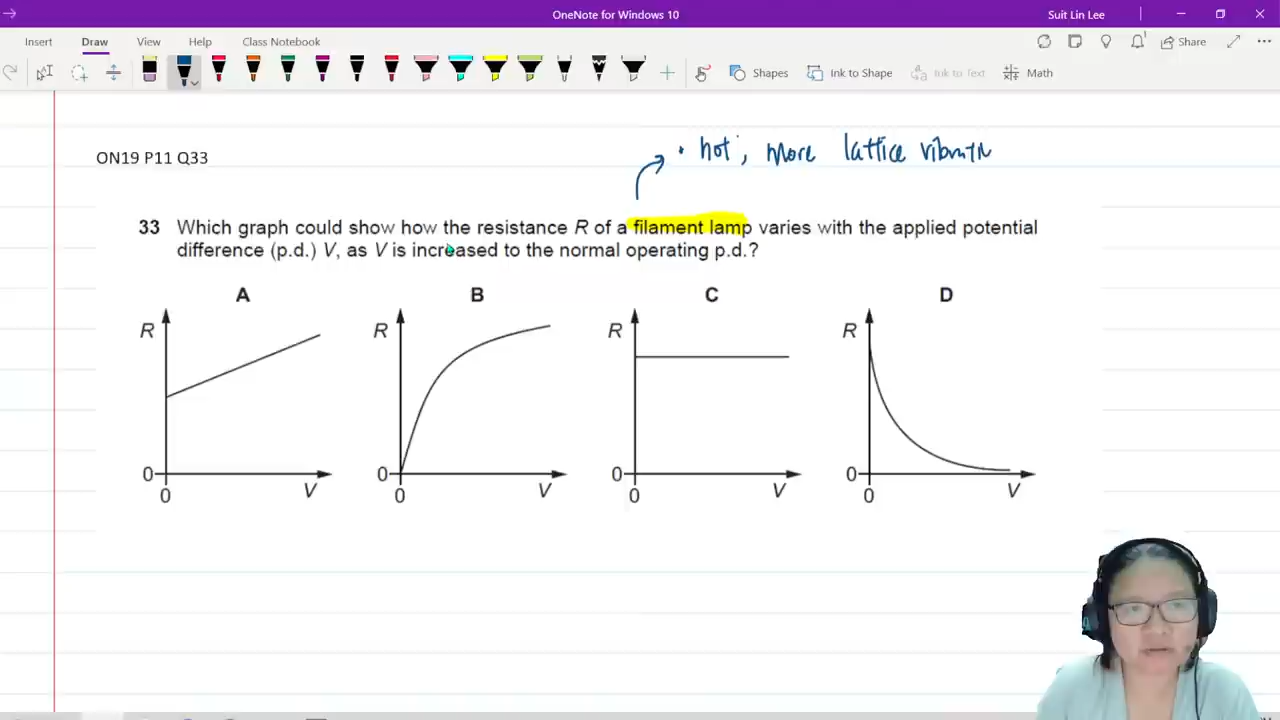 OneNote for Windows 10
Suit Lin Lee
Insert
Draw
View
Help
Class Notebook
Share
Shapes
Ink to Shape
Ink to Text
Math
• hot; more lattice
ON19 P11 Q33
33 Which graph could show how the resistance R of a filament lamp varies with the applied potential
difference (p.d.) V, as V is increased to the normal operating p.d.?
A B C D
R R R R
0 0 0 0
0 V 0 V 0 V 0 V